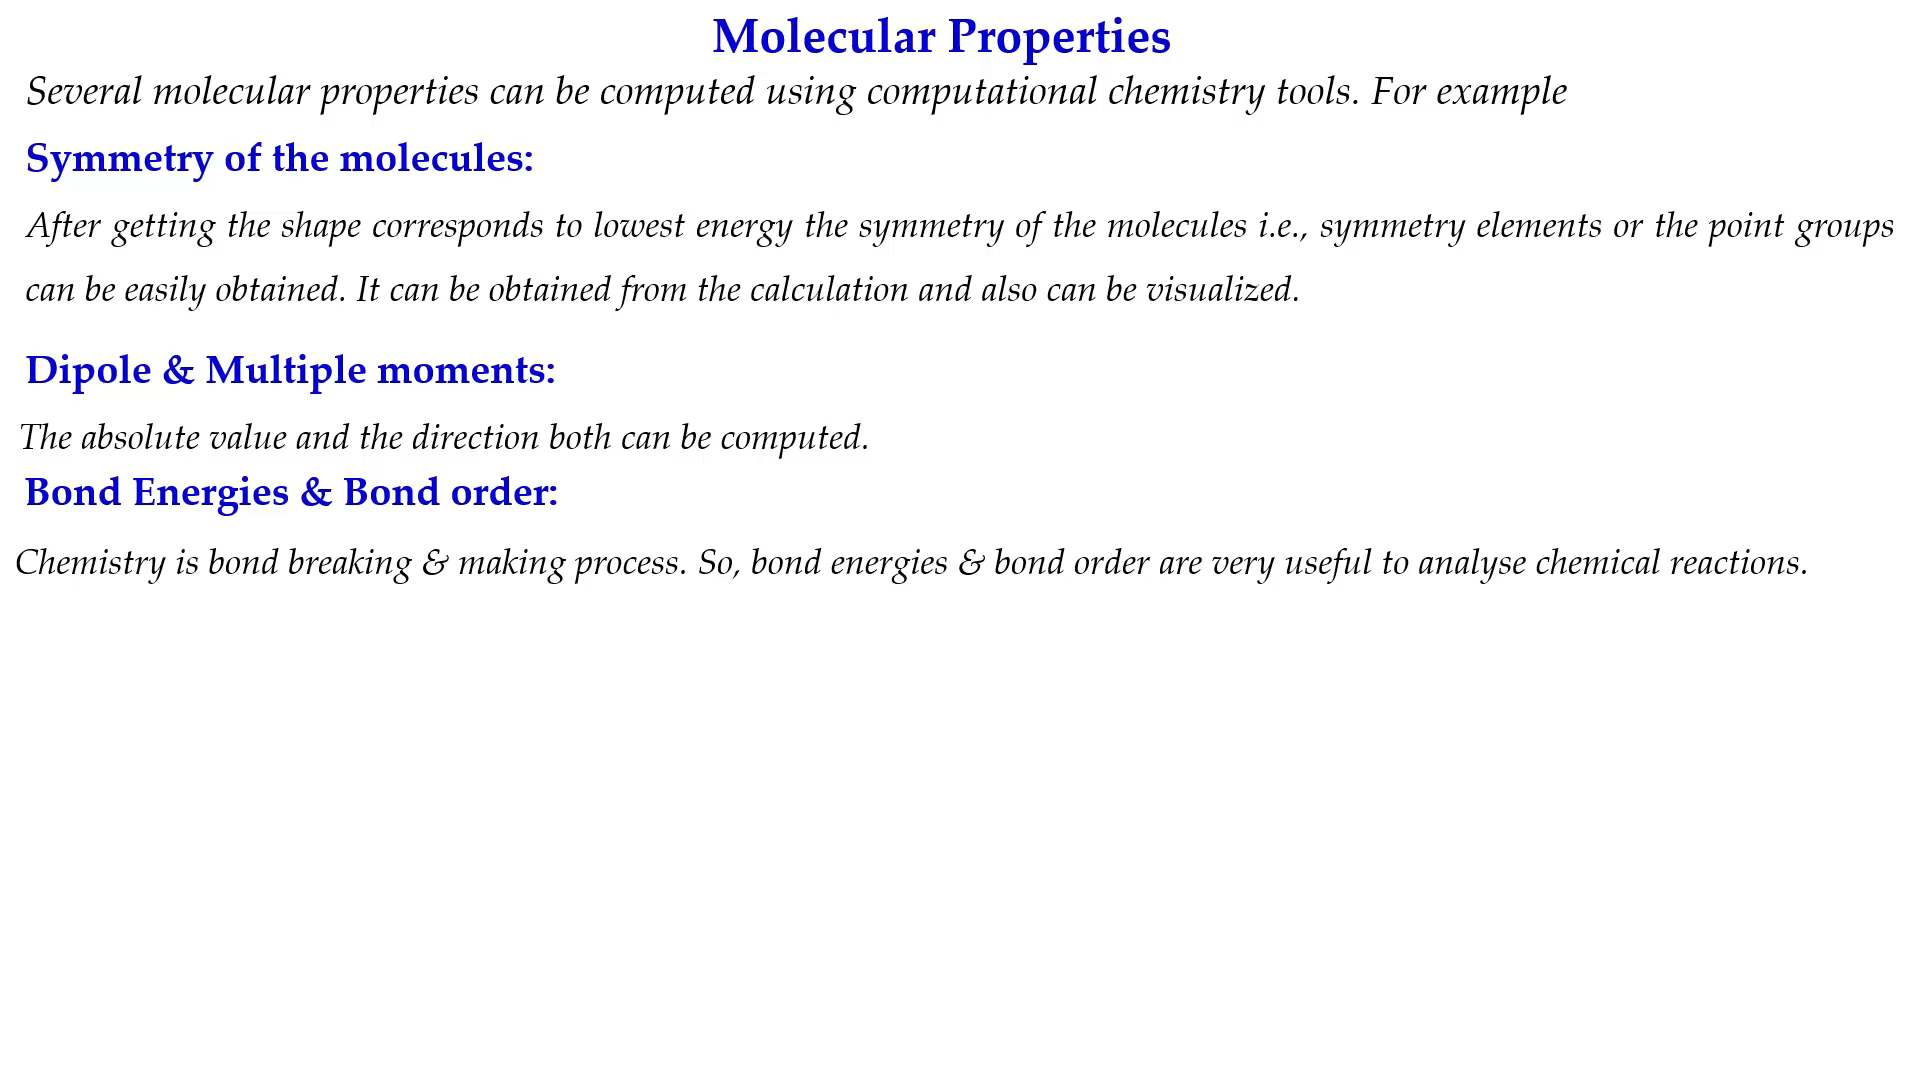 Molecular Properties
Several molecular properties can be computed using computational chemistry tools. For example
Symmetry of the molecules:
After getting the shape corresponds to lowest energy the symmetry of the molecules i.e., symmetry elements or the point groups
can be easily obtained. It can be obtained from the calculation and also can be visualized.
Dipole & Multiple moments:
The absolute value and the direction both can be computed.
Bond Energies & Bond order:
Chemistry is bond breaking & making process. So, bond energies & bond order are very useful to analyse chemical reactions.